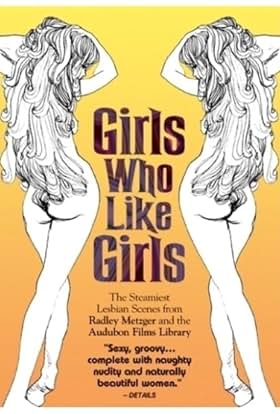 Girls
Who
Like
Girls
The Steamiest
Lesbian Scenes from
Radley Metzger and the
Audubon Films Library
"Sexy, groovy...
complete with naughty
nudity and naturally
beautiful women."
– DETAILS